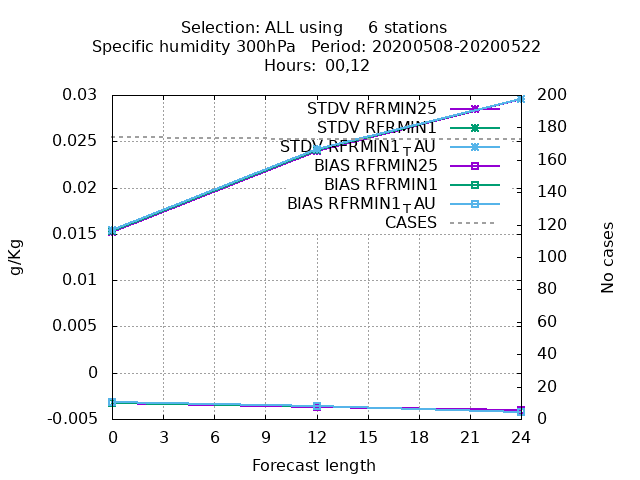 Selection: ALL using     6 stations
Specific humidity 300hPa   Period: 20200508-20200522
Hours: 00,12
0.03
0.025
0.02
0.015
0.01
0.005
0
-0.005
g/Kg
STDV RFRMIN25
STDV RFRMIN1
STDV RFRMIN1_TAU
BIAS RFRMIN25
BIAS RFRMIN1
BIAS RFRMIN1_TAU
CASES
200
180
160
140
120
100
80
60
40
20
0
No cases
0 3 6 9 12 15 18 21 24
Forecast length